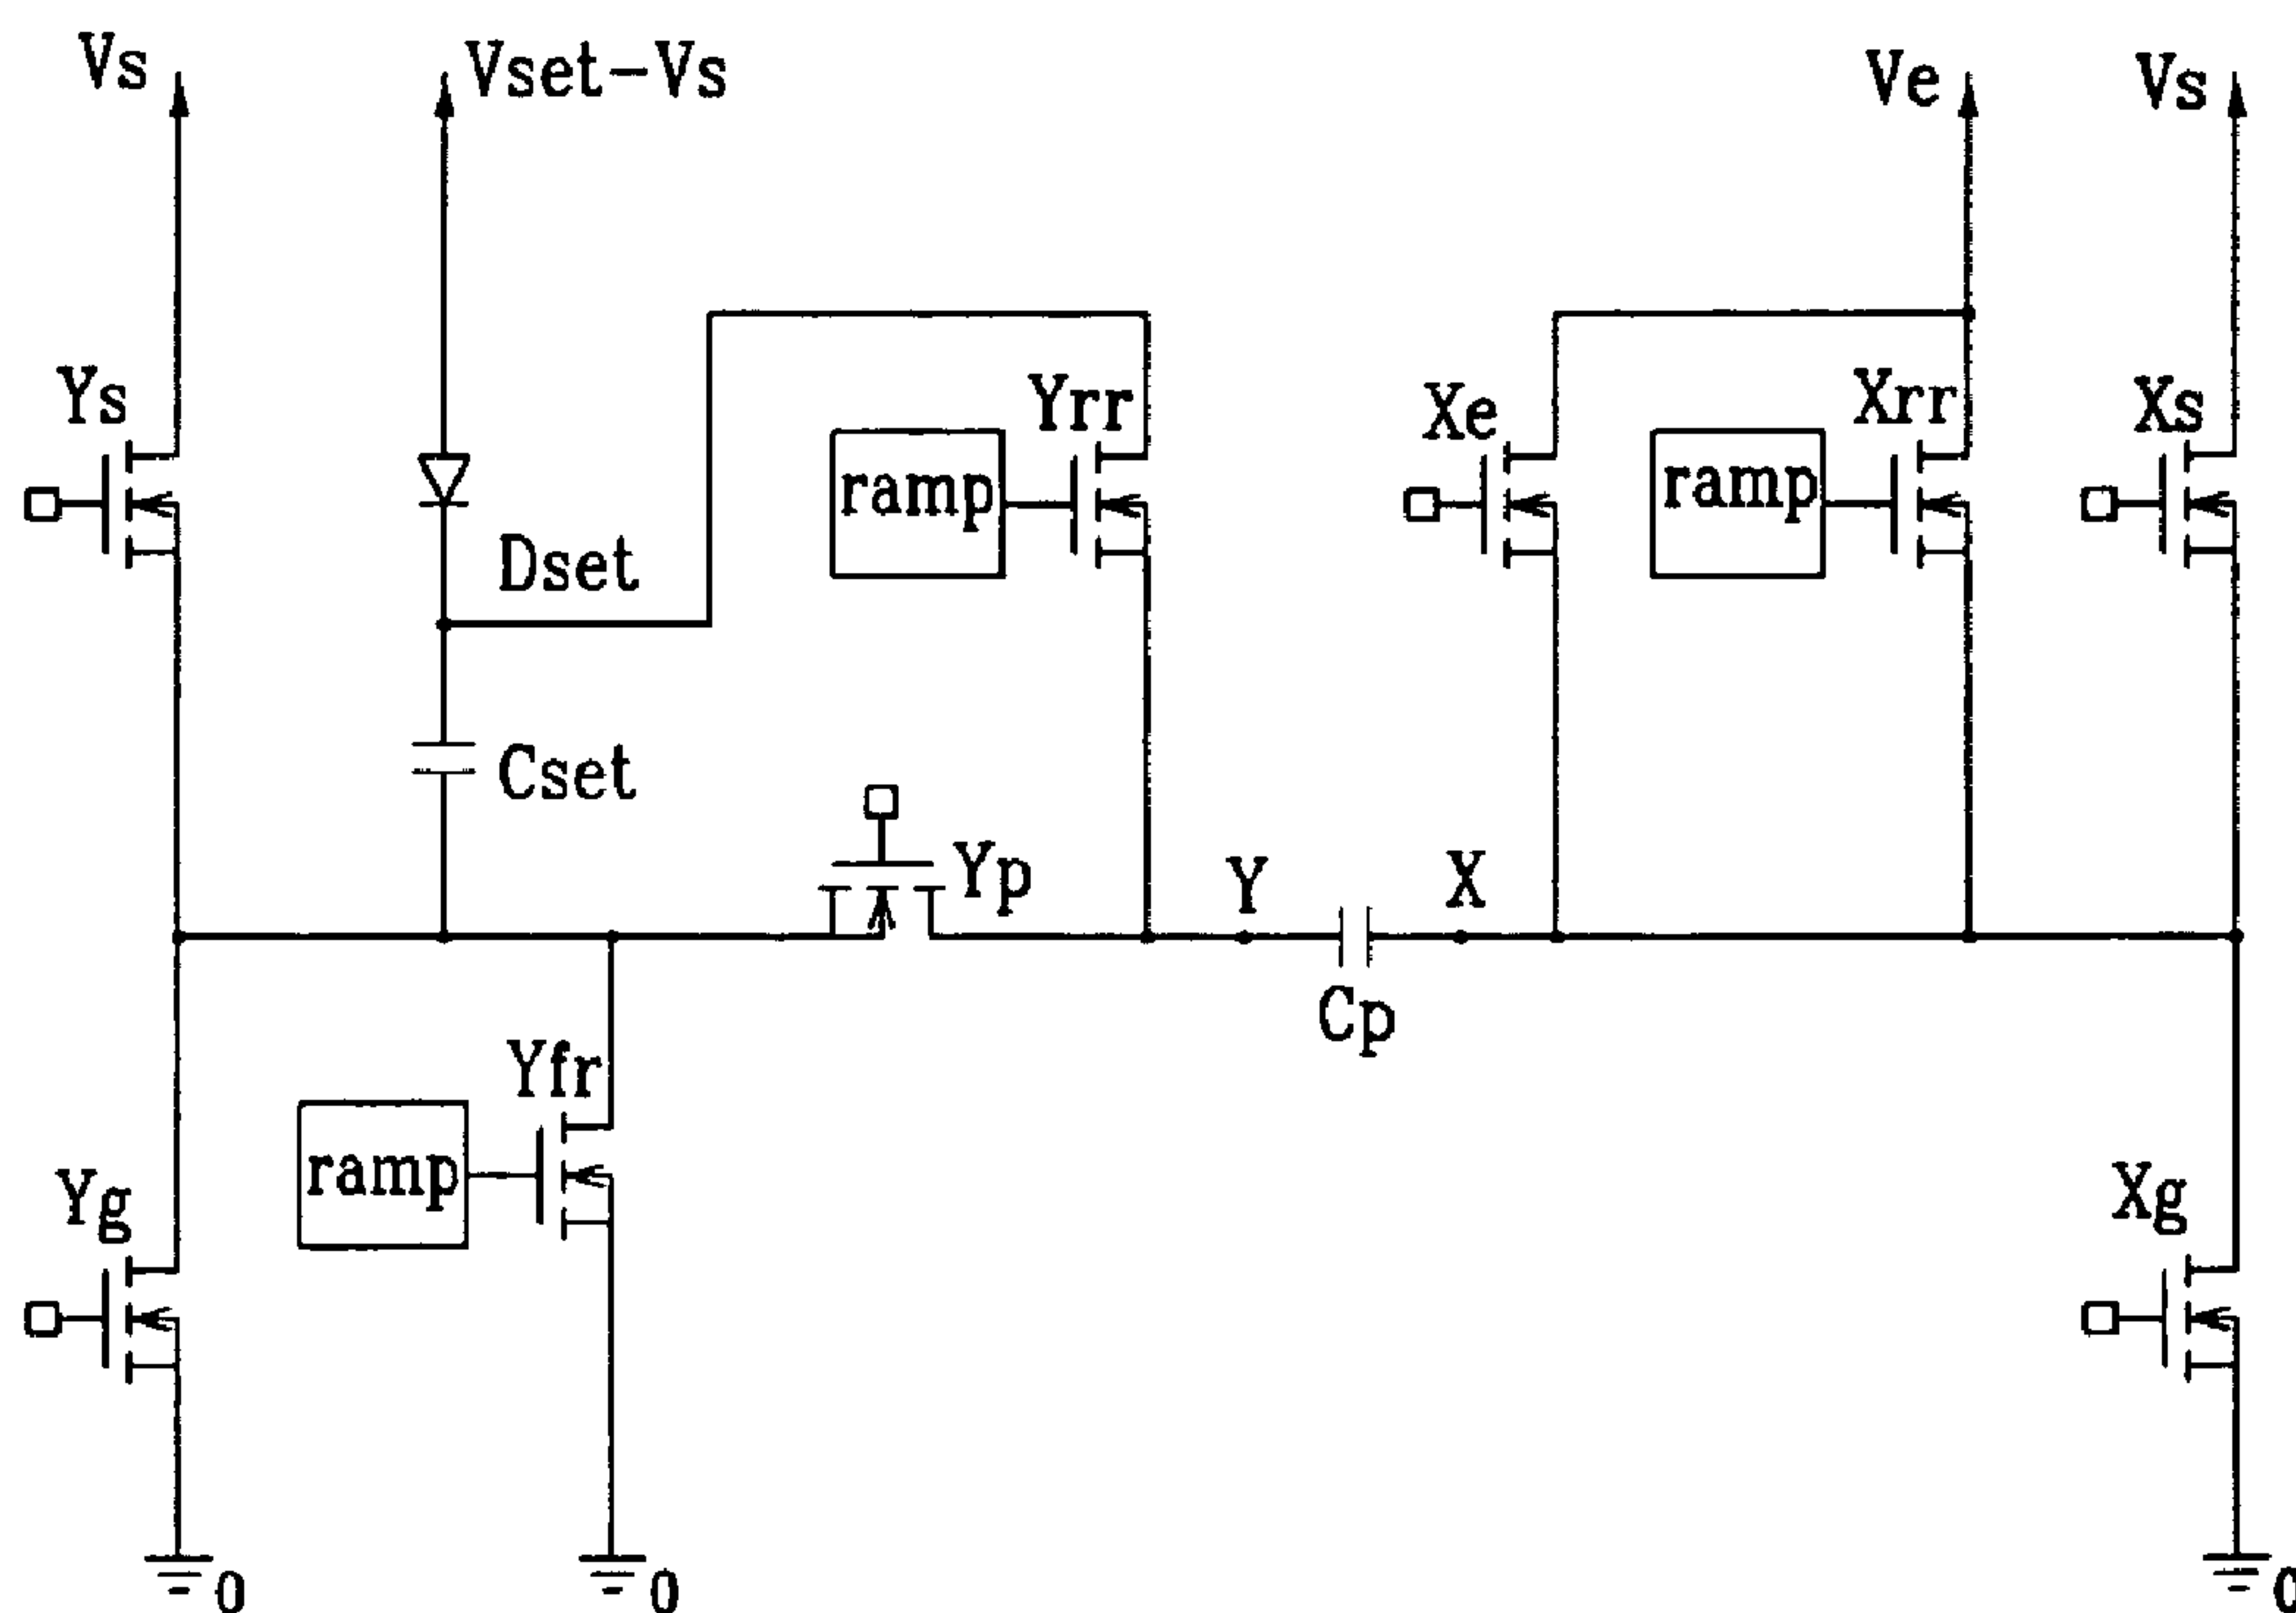 Vs
Vset-Vs
Ve
Vs
Ys
Yrr
Xe
Xrr
Xs
ramp
ramp
Dset
Cset
Yp
Y
X
Cp
Yfr
ramp
Yg
Xg
0
0
0